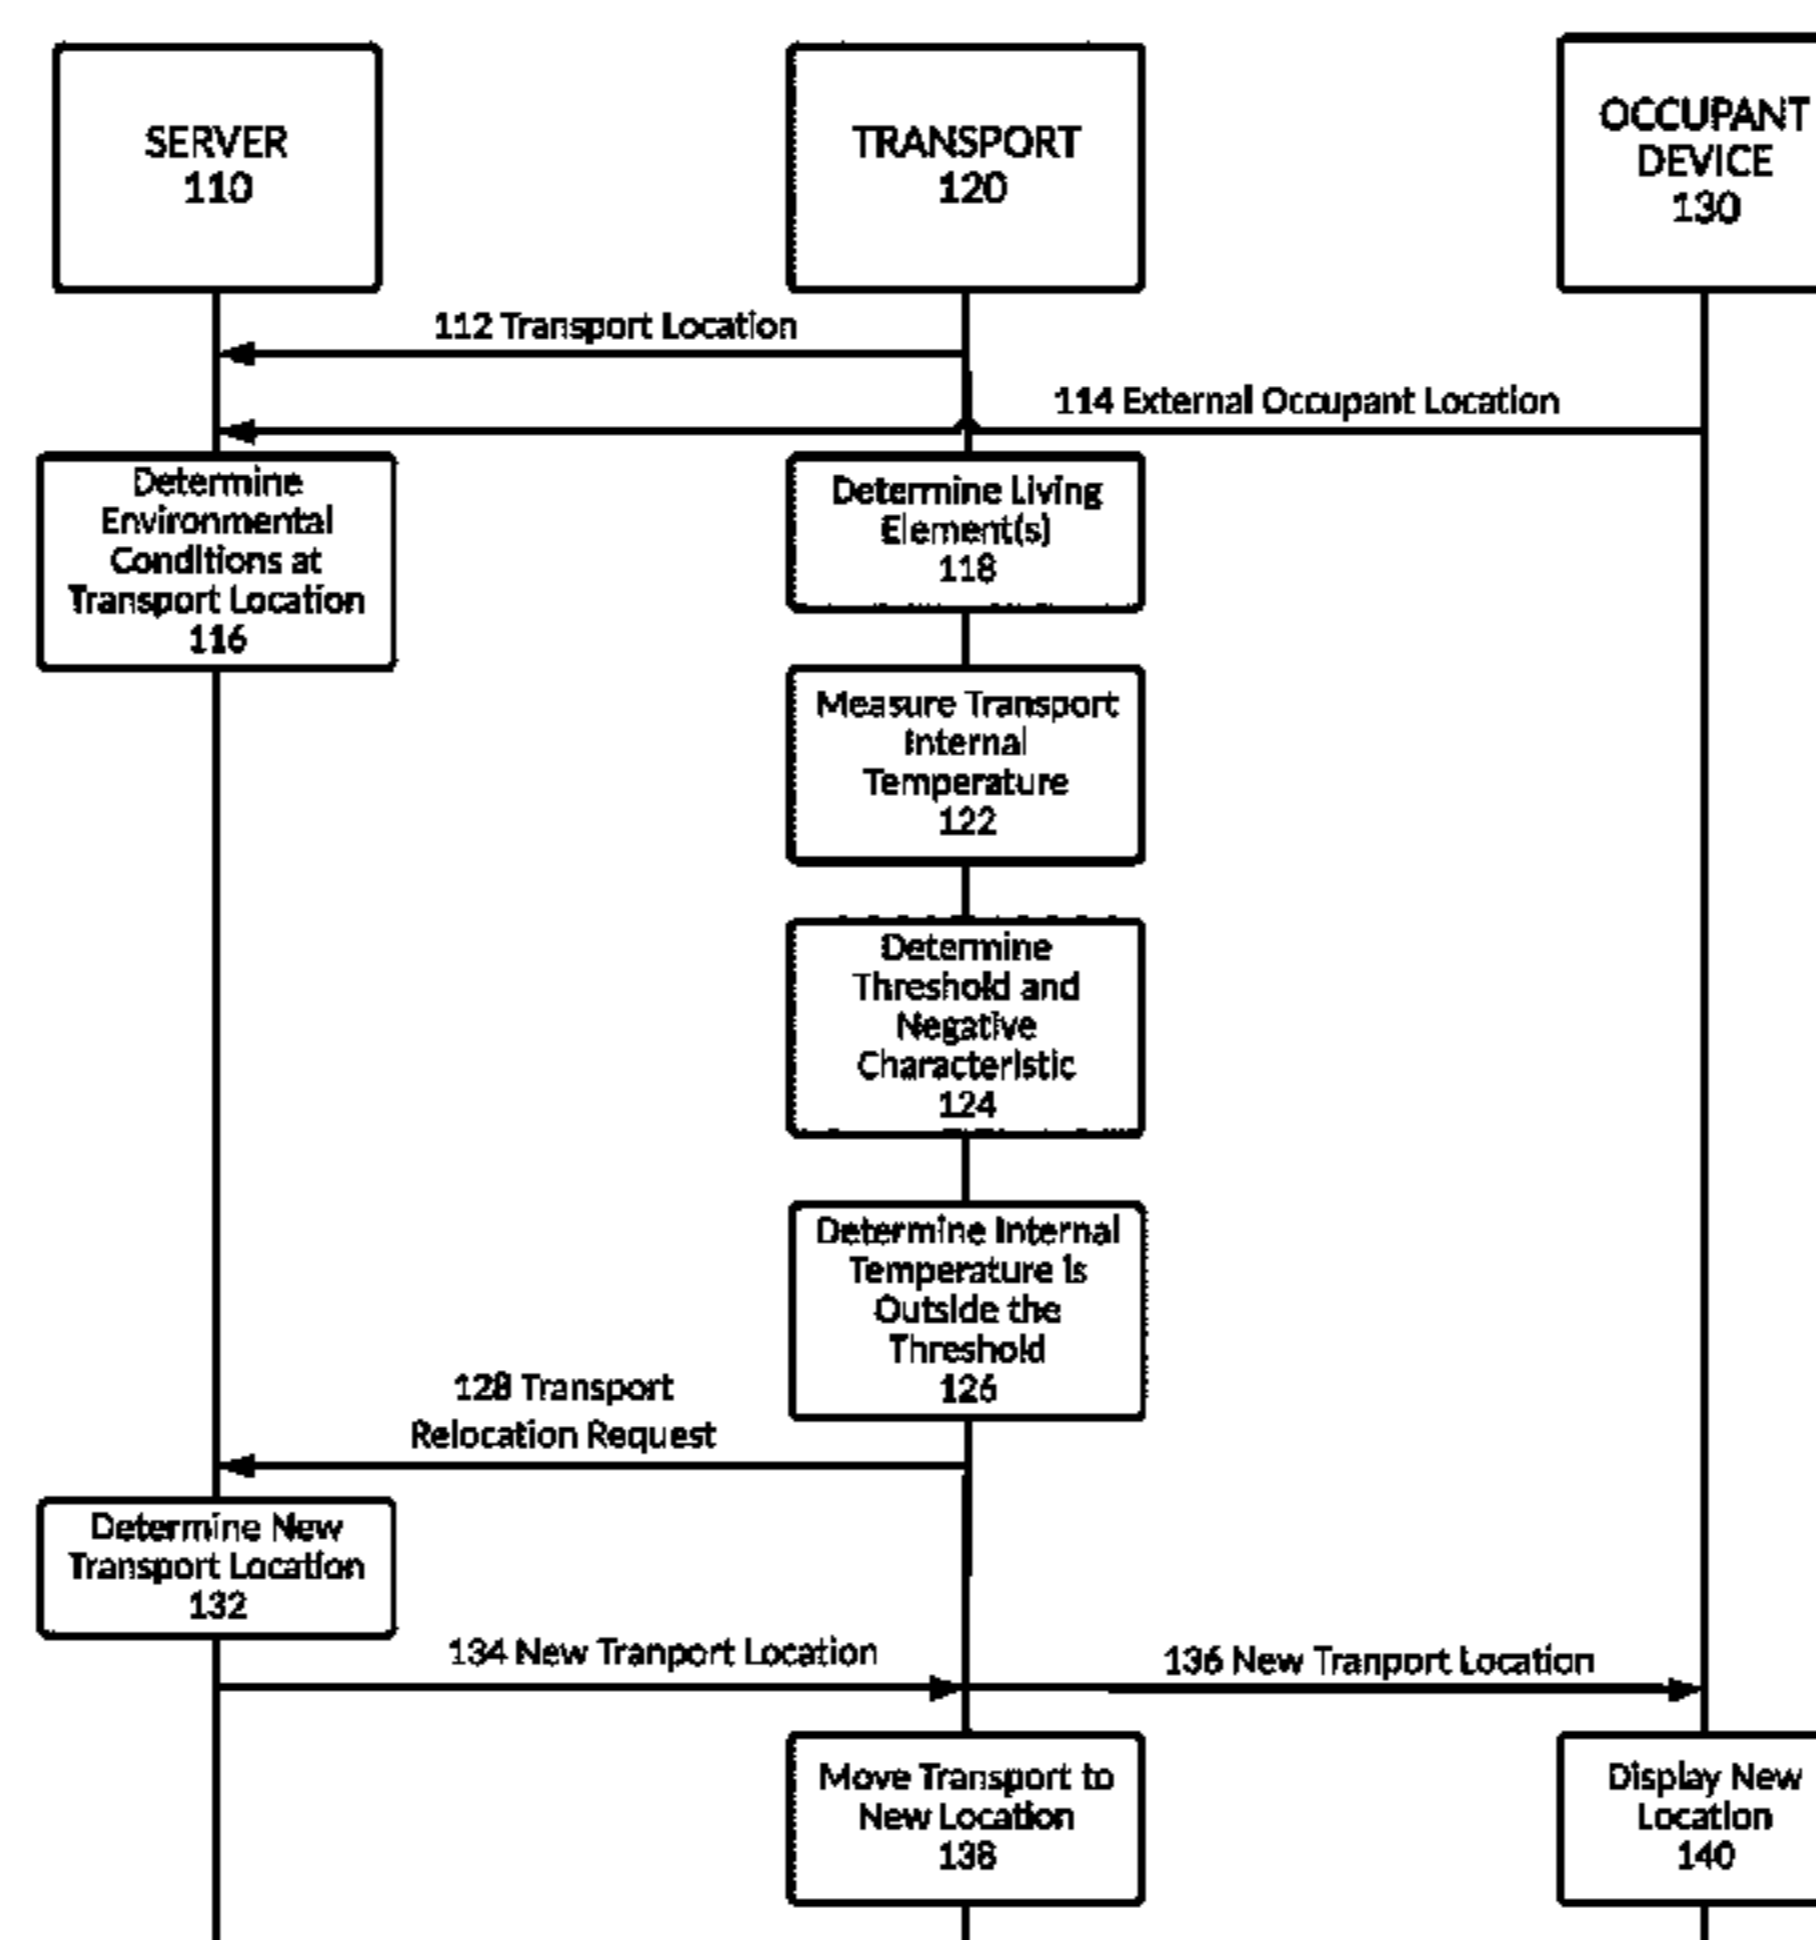 SERVER
110
TRANSPORT
120
OCCUPANT
DEVICE
130
112 Transport Location
114 External Occupant Location
Determine
Environmental
Conditions at
Transport Location
116
Determine Living
Element(s)
118
Measure Transport
Internal
Temperature
122
Determine
Threshold and
Negative
Characteristic
124
Determine Internal
Temperature is
Outside the
Threshold
126
128 Transport
Relocation Request
Determine New
Transport Location
132
134 New Tranport Location
136 New Tranport Location
Move Transport to
New Location
138
Display New
Location
140